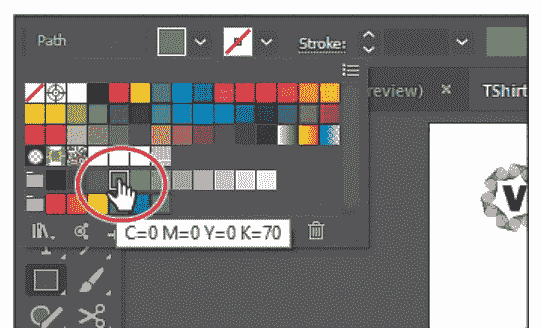 Path
Stroke:
review) × TShirt
V
C=0 M=0 Y=0 K=70